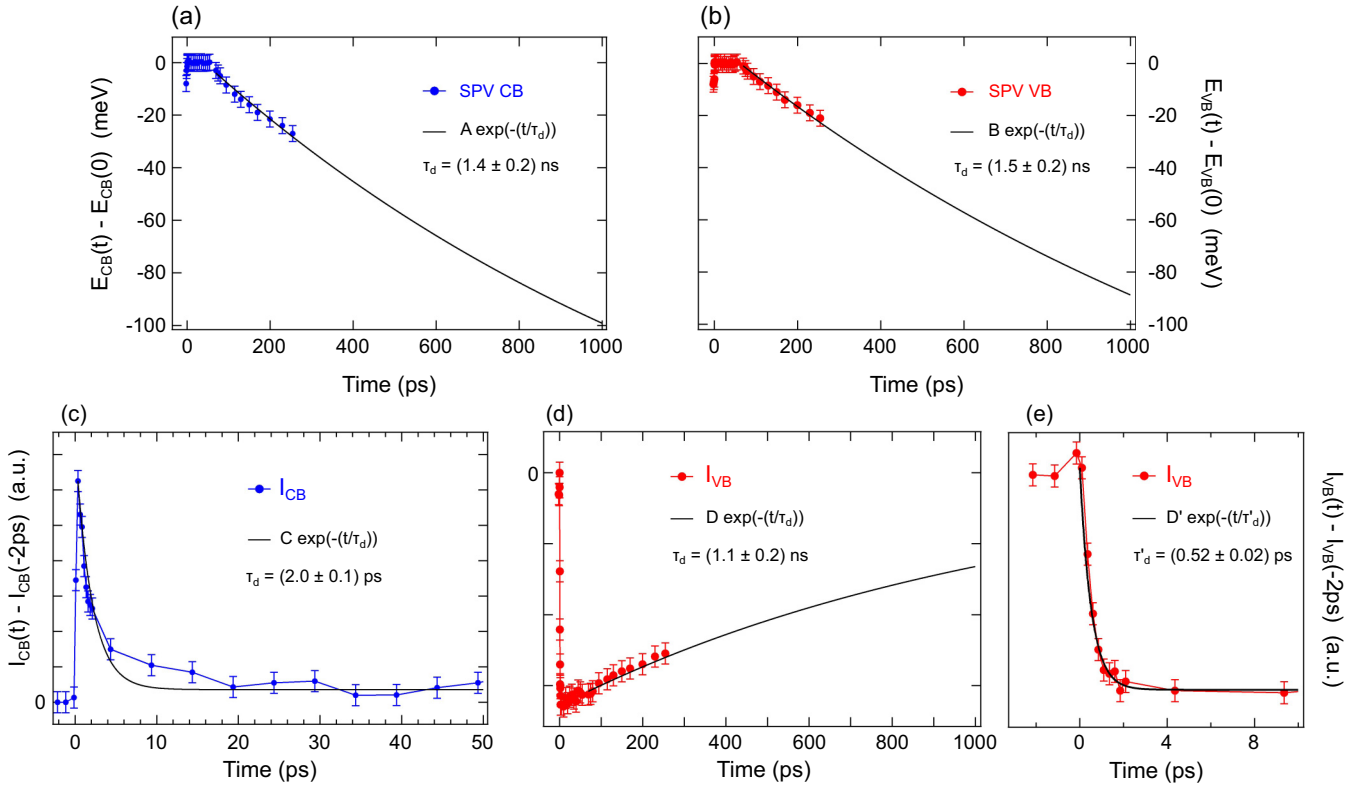 (a)
E_CB(t) - E_CB(0) (meV)
0
-20
-40
-60
-80
-100
SPV CB
A exp(-(t/τ_d))
τ_d = (1.4 ± 0.2) ns
0
200
400
600
800
1000
Time (ps)
(b)
0
-20
-40
-60
-80
-100
SPV VB
B exp(-(t/τ_d))
τ_d = (1.5 ± 0.2) ns
E_VB(t) - E_VB(0) (meV)
0
200
400
600
800
1000
Time (ps)
(c)
I_CB(t) - I_CB(-2ps) (a.u.)
0
I_CB
C exp(-(t/τ_d))
τ_d = (2.0 ± 0.1) ps
0
10
20
30
40
50
Time (ps)
(d)
0
I_VB
D exp(-(t/τ_d))
τ_d = (1.1 ± 0.2) ns
0
200
400
600
800
1000
Time (ps)
(e)
I_VB
D' exp(-(t/τ'_d))
τ'_d = (0.52 ± 0.02) ps
I_VB(t) - I_VB(-2ps) (a.u.)
0
4
8
Time (ps)